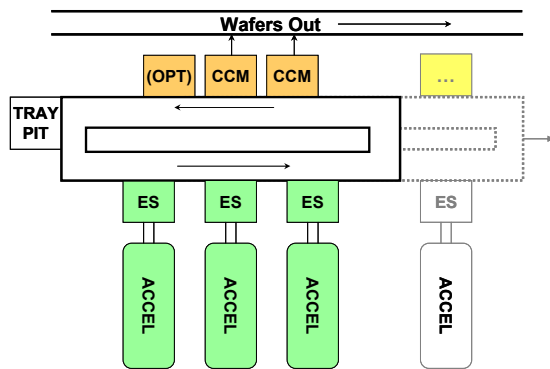 Wafers Out
(OPT)
CCM
CCM
...
TRAY
PIT
ES
ES
ES
ES
ACCEL
ACCEL
ACCEL
ACCEL